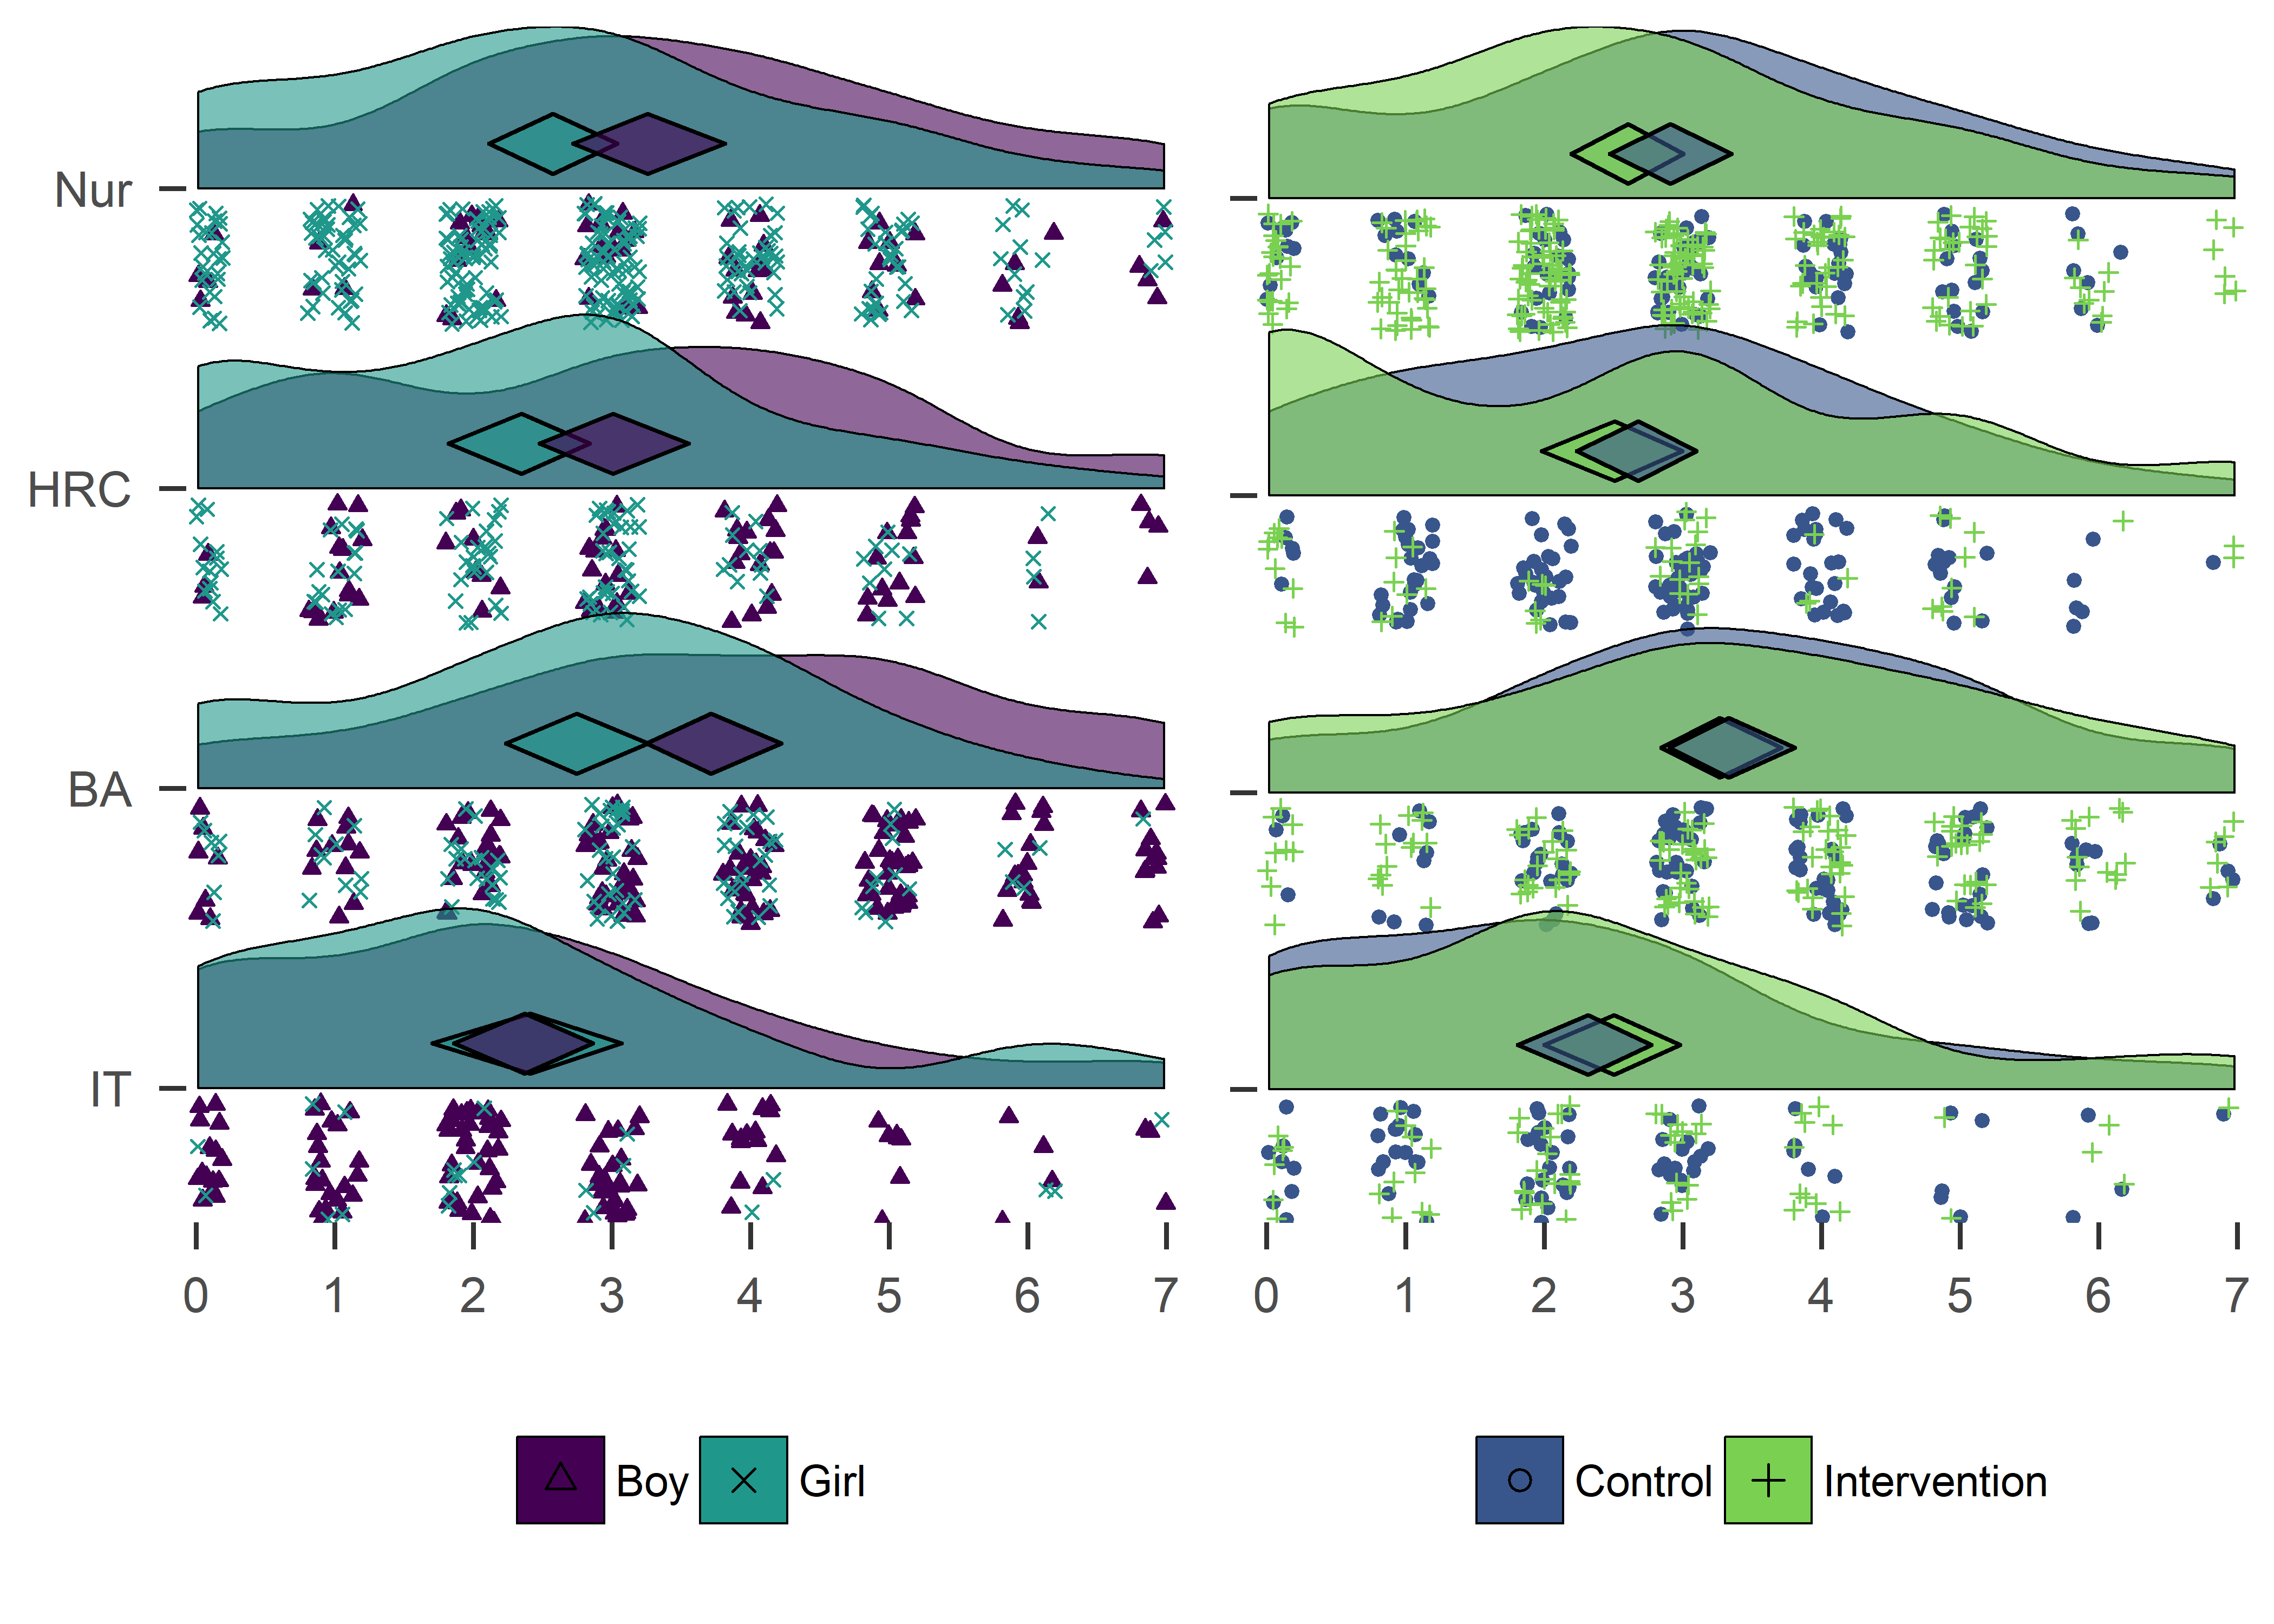 Nur
HRC
BA
IT
0 1 2 3 4 5 6 7
0 1 2 3 4 5 6 7
Boy Girl
Control Intervention